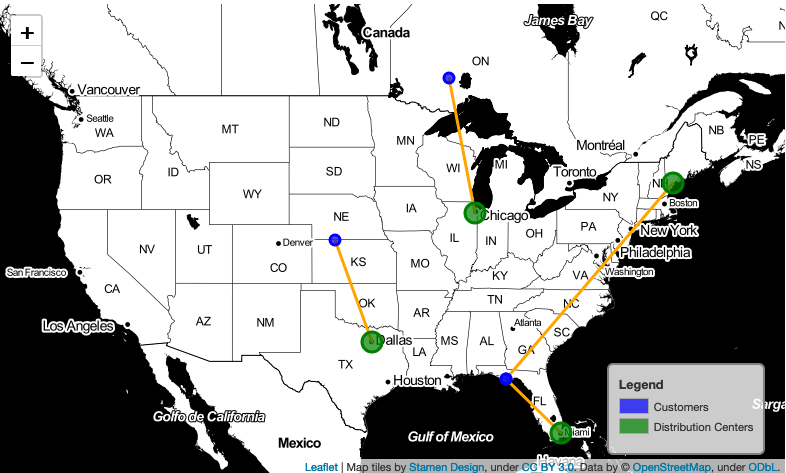 QC
James Bay
+
Canada
−
ON
Vancouver
Seattle
WA
MT
ND
MN
NB
PE
Montréal
NS
WI
MI
Toronto
OR
ID
SD
WY
NY
Boston
IA
NE
Chicago
PA
New York
NV
UT
Denver
IL
IN
OH
Philadelphia
San Francisco
CO
KS
MO
KY
VA
Washington
CA
TN
OK
NC
AZ
NM
AR
Los Angeles
Atlanta
SC
Dallas
LA
MS
AL
GA
TX
Houston
FL
Legend
Customers
Distribution Centers
Golfo de California
Miami
Mexico
Gulf of Mexico
Havana
Leaflet | Map tiles by Stamen Design, under CC BY 3.0. Data by © OpenStreetMap, under ODbL.